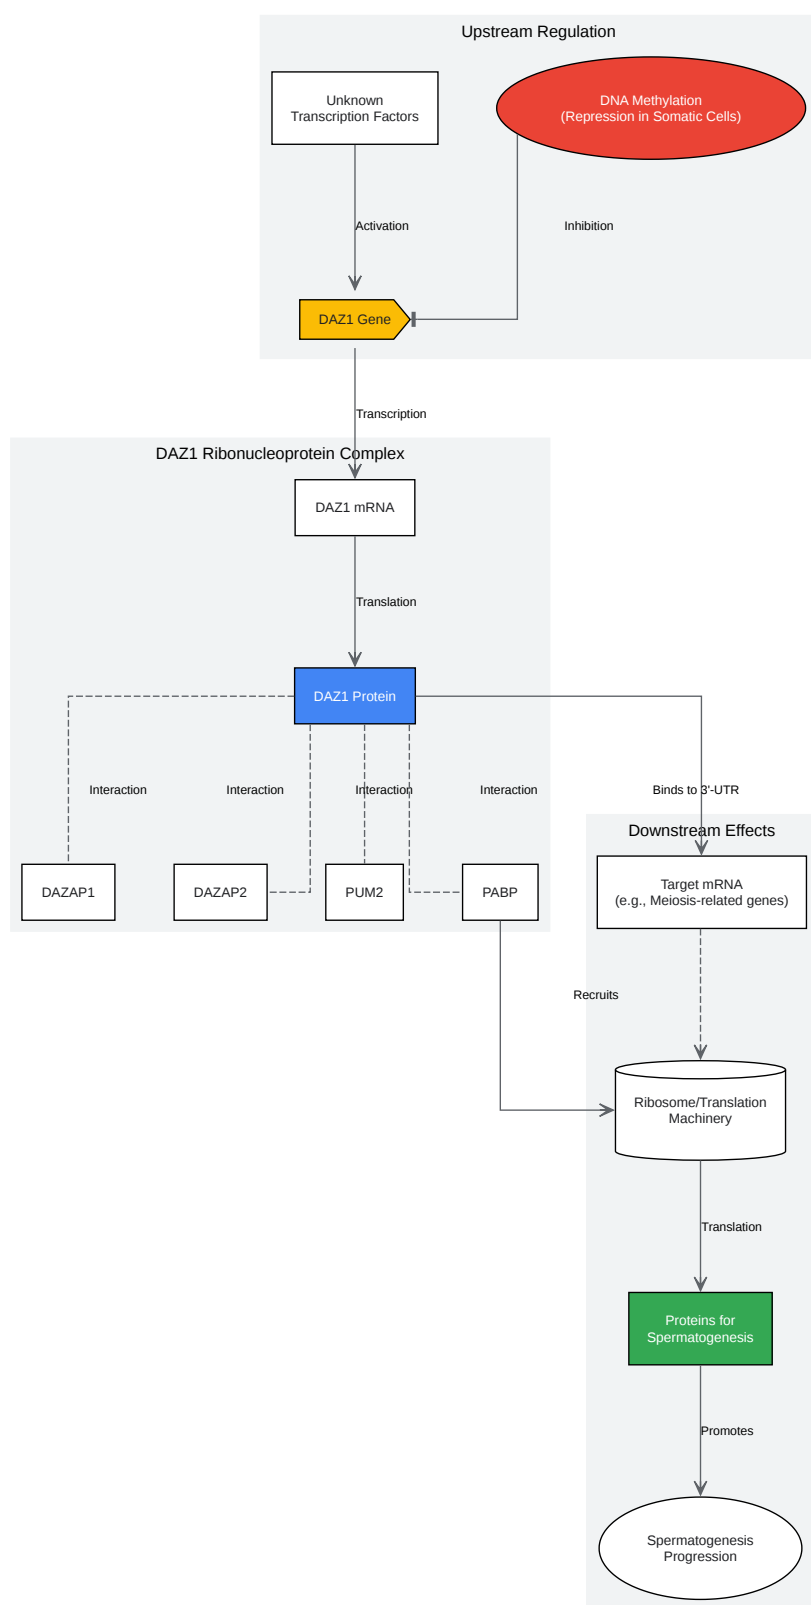 Upstream Regulation
Unknown
Transcription Factors
DNA Methylation
(Repression in Somatic Cells)
Activation
Inhibition
DAZ1 Gene
Transcription
DAZ1 Ribonucleoprotein Complex
DAZ1 mRNA
Translation
DAZ1 Protein
Interaction
Interaction
Interaction
Interaction
Binds to 3'-UTR
Downstream Effects
DAZAP1
DAZAP2
PUM2
PABP
Target mRNA
(e.g., Meiosis-related genes)
Recruits
Ribosome/Translation
Machinery
Translation
Proteins for
Spermatogenesis
Promotes
Spermatogenesis
Progression